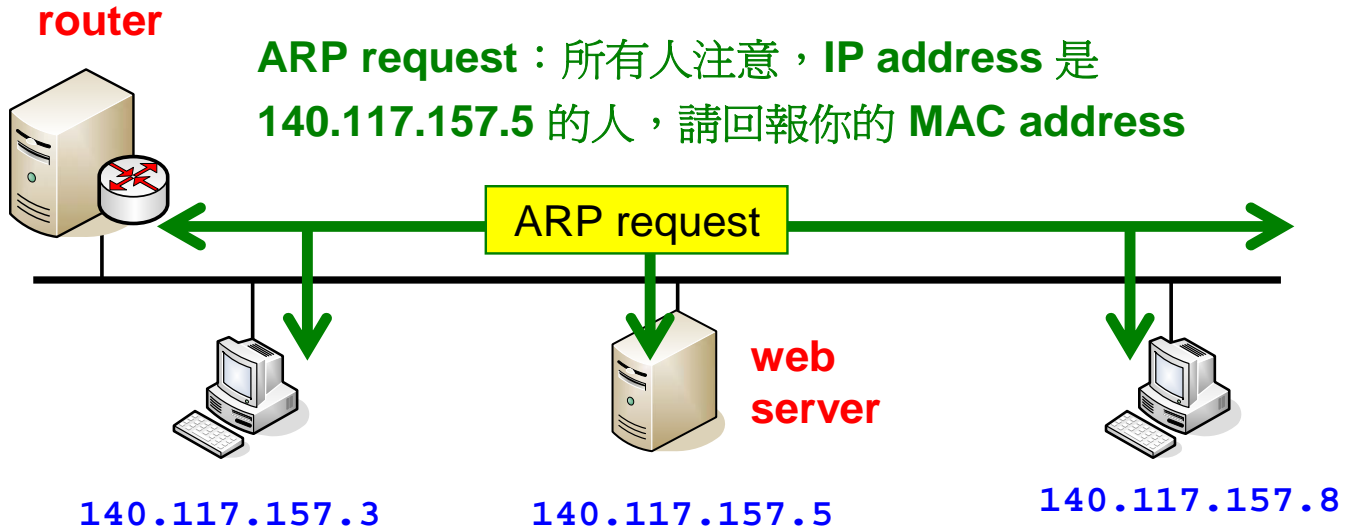 router
ARP request：所有人注意，IP address 是
140.117.157.5 的人，請回報你的 MAC address
ARP request
web
server
140.117.157.3
140.117.157.5
140.117.157.8